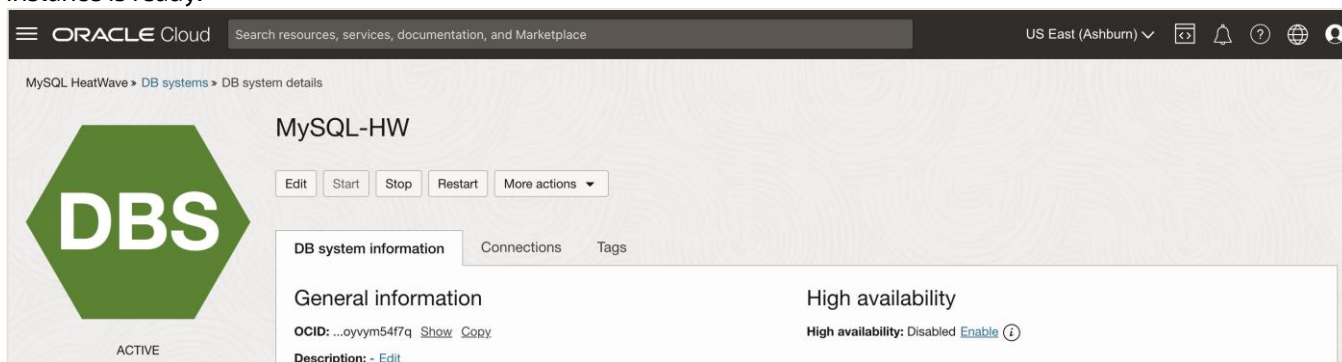 instance is ready.
ORACLE Cloud Search resources, services, documentation, and Marketplace US East (Ashburn)
MySQL HeatWave » DB systems » DB system details
MySQL-HW
Edit Start Stop Restart More actions
DBS
DB system information Connections Tags
General information High availability
OCID: ...oyvym54f7q Show Copy High availability: Disabled Enable
ACTIVE
Description: - Edit